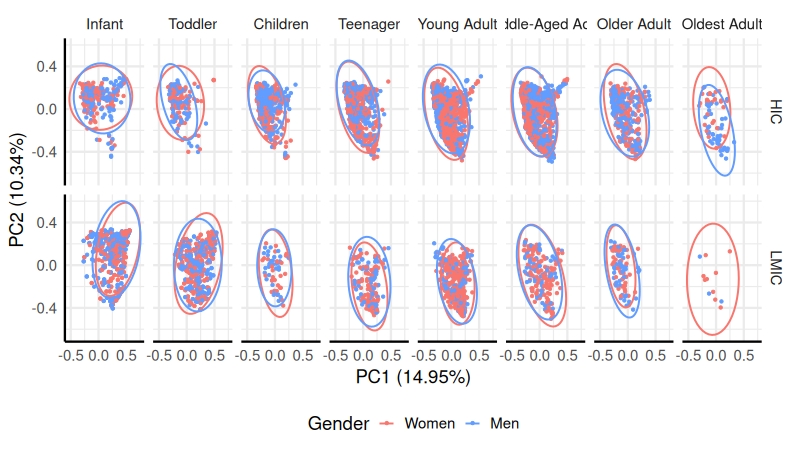 Infant Toddler Children Teenager Young Adult ddle-Aged Ad Older Adult Oldest Adult
0.4
0.0
-0.4
HIC
0.4
0.0
-0.4
LMIC
PC2 (10.34%)
-0.5 0.0 0.5 -0.5 0.0 0.5 -0.5 0.0 0.5 -0.5 0.0 0.5 -0.5 0.0 0.5 -0.5 0.0 0.5 -0.5 0.0 0.5 -0.5 0.0 0.5
PC1 (14.95%)
Gender Women Men